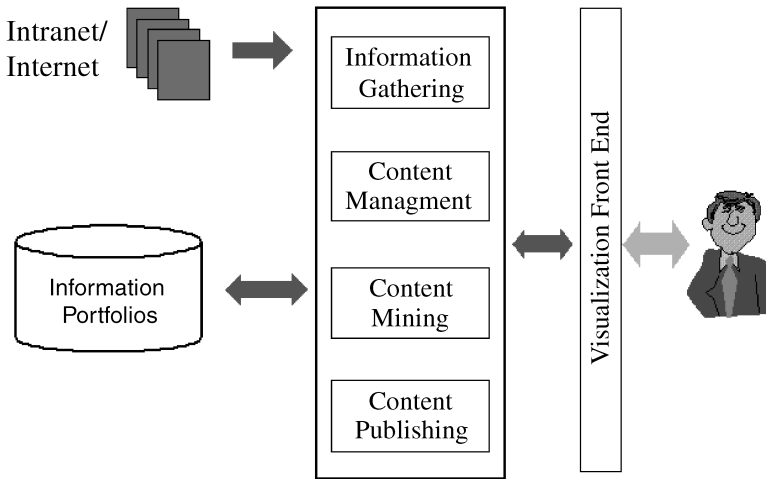 Intranet/
Internet
Information
Gathering
Content
Managment
Content
Mining
Content
Publishing
Information
Portfolios
Visualization Front End